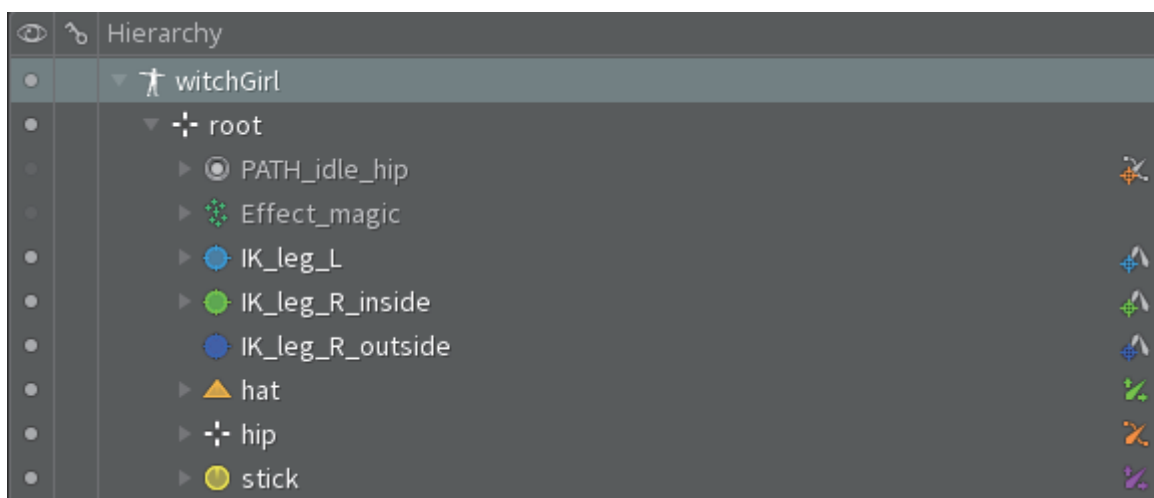 Hierarchy
witchGirl
root
PATH_idle_hip
Effect_magic
IK_leg_L
IK_leg_R_inside
IK_leg_R_outside
hat
hip
stick